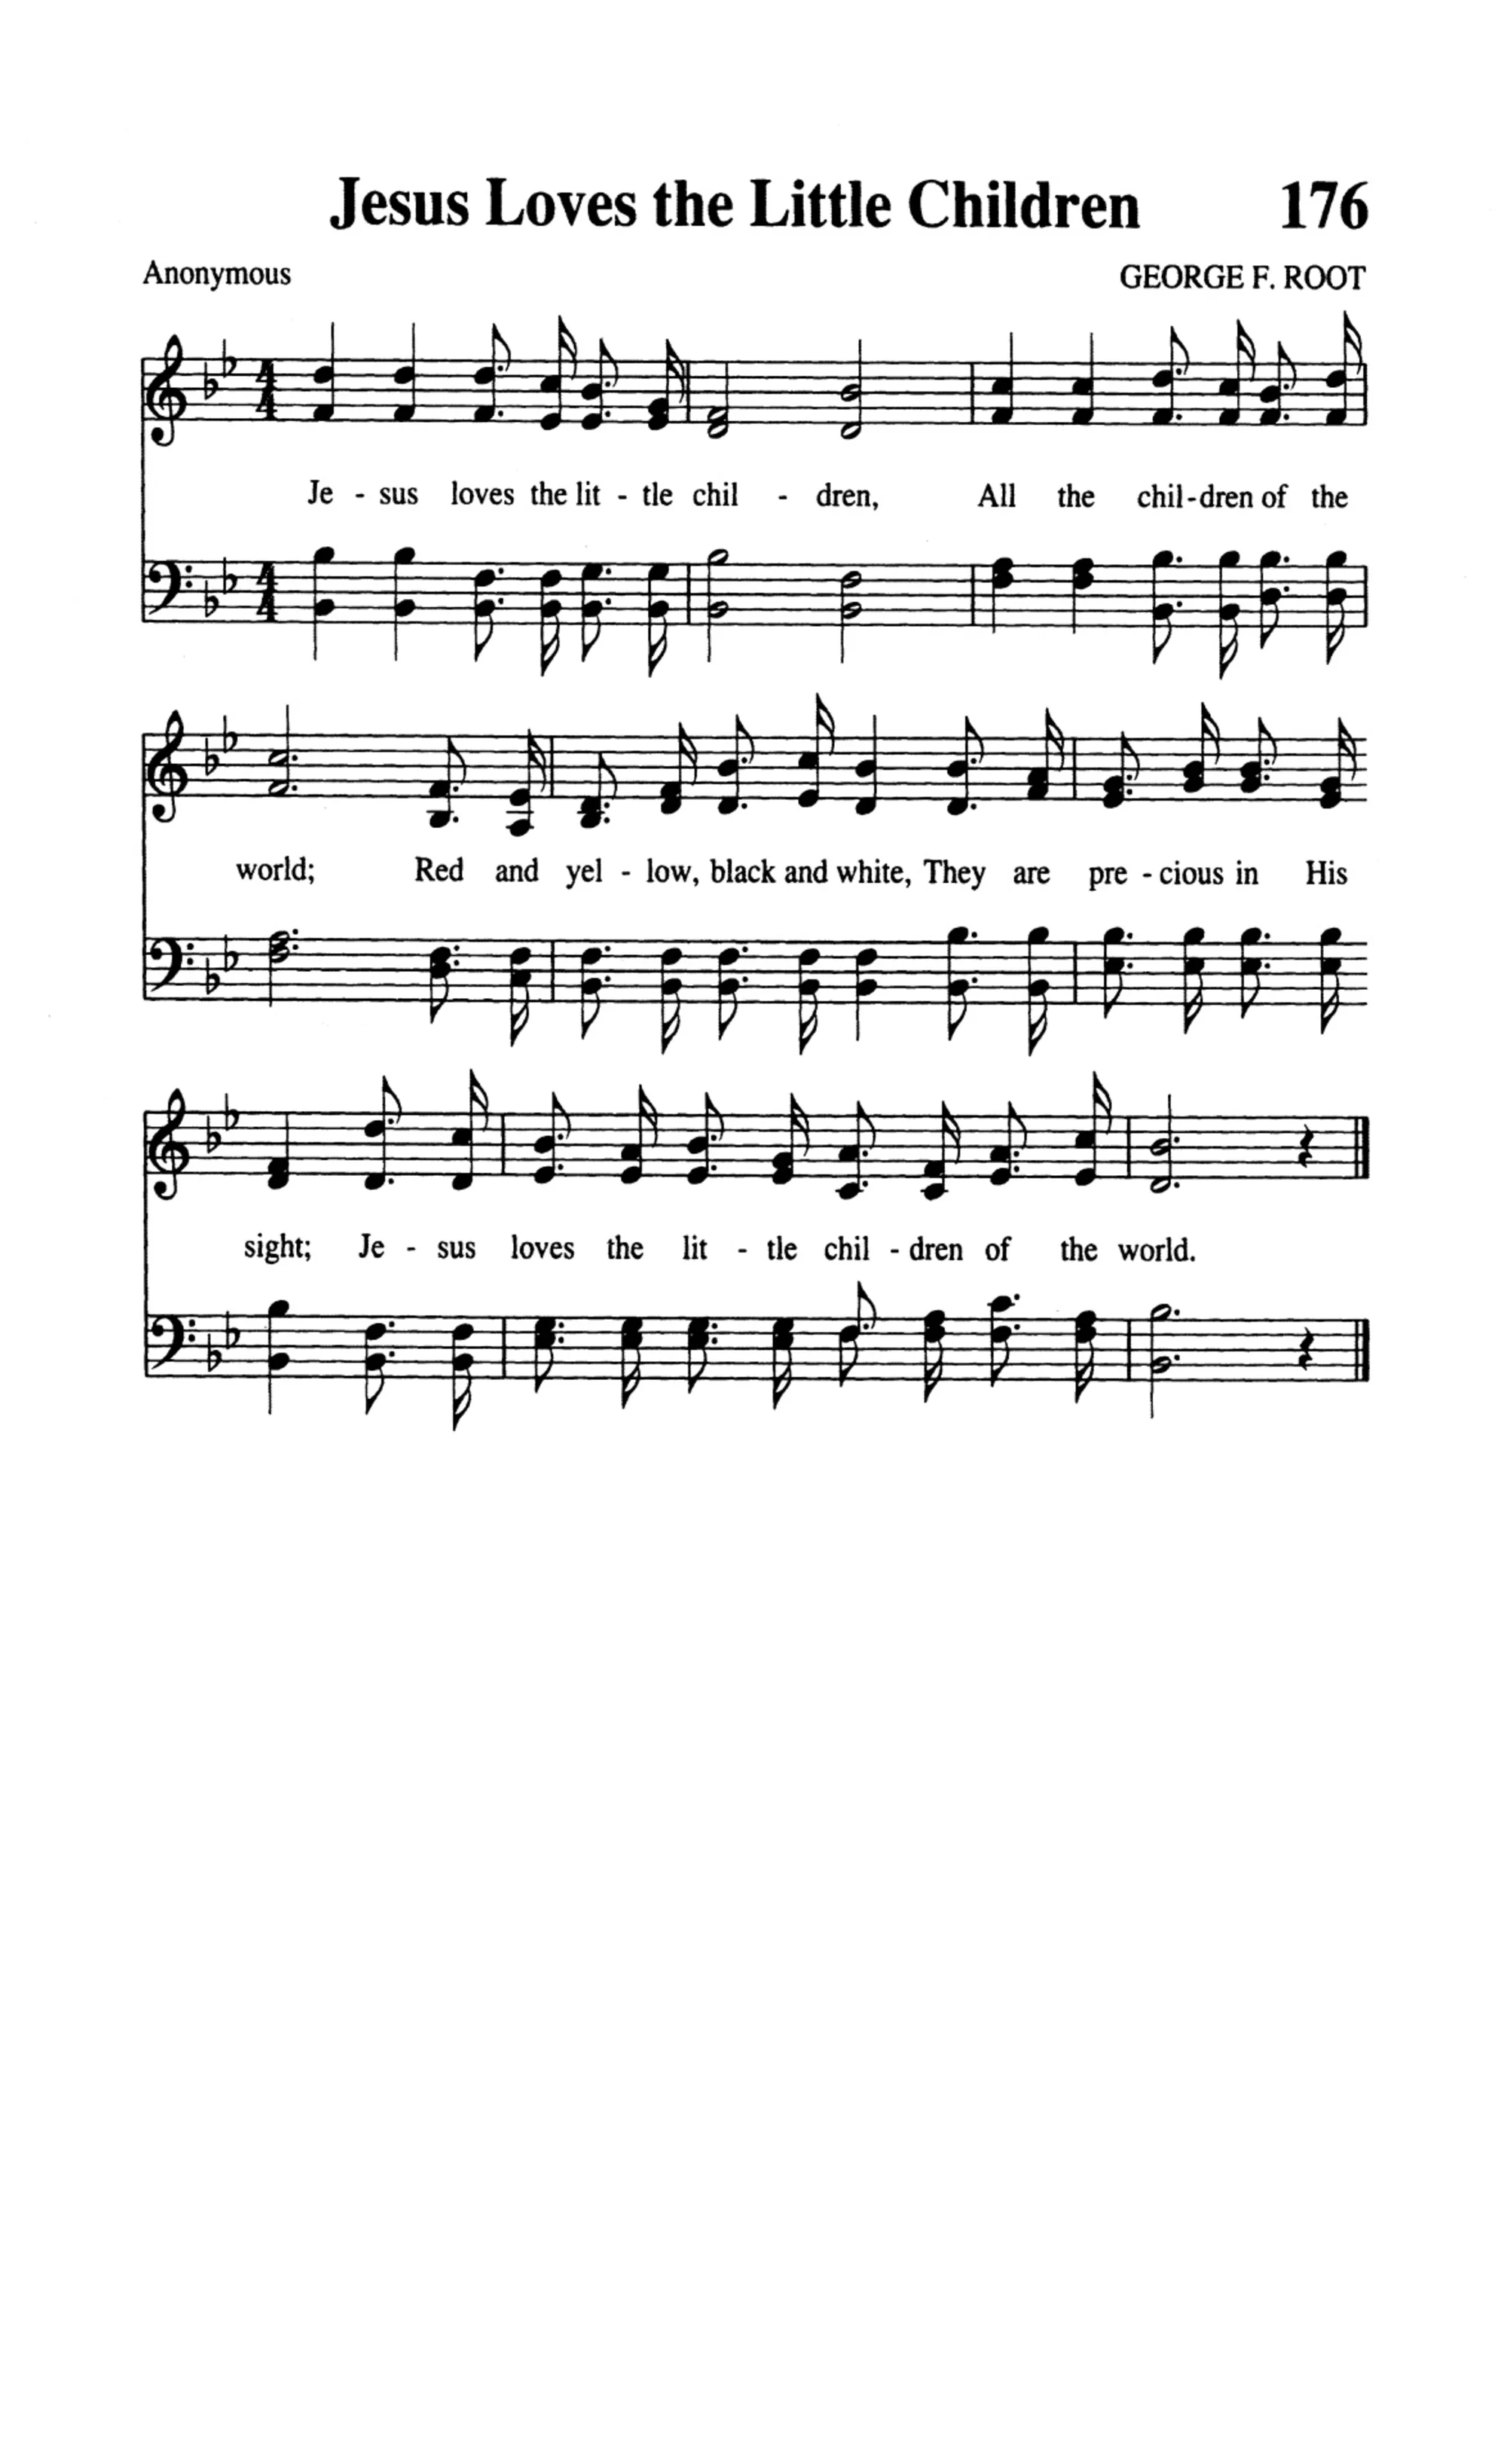 Jesus Loves the Little Children 176
Anonymous GEORGE F. ROOT
4 4
Je - sus loves the lit - tle chil - dren, All the chil - dren of the
4 4
world; Red and yel - low, black and white, They are pre - cious in His
sight; Je - sus loves the lit - tle chil - dren of the world.